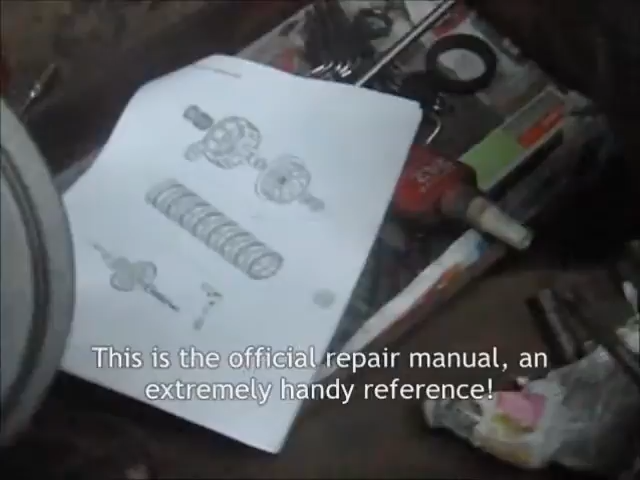 This is the official repair manual, an
extremely handy reference!